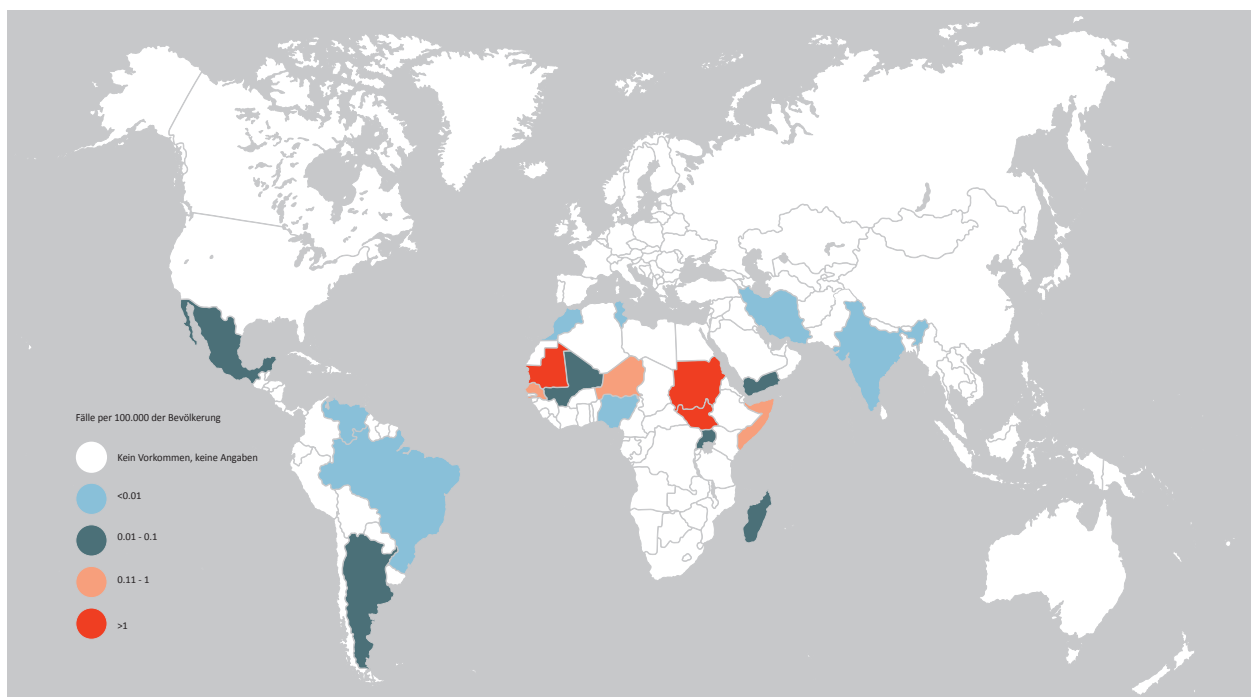 Fälle per 100.000 der Bevölkerung
Kein Vorkommen, keine Angaben
<0.01
0.01 - 0.1
0.11 - 1
>1